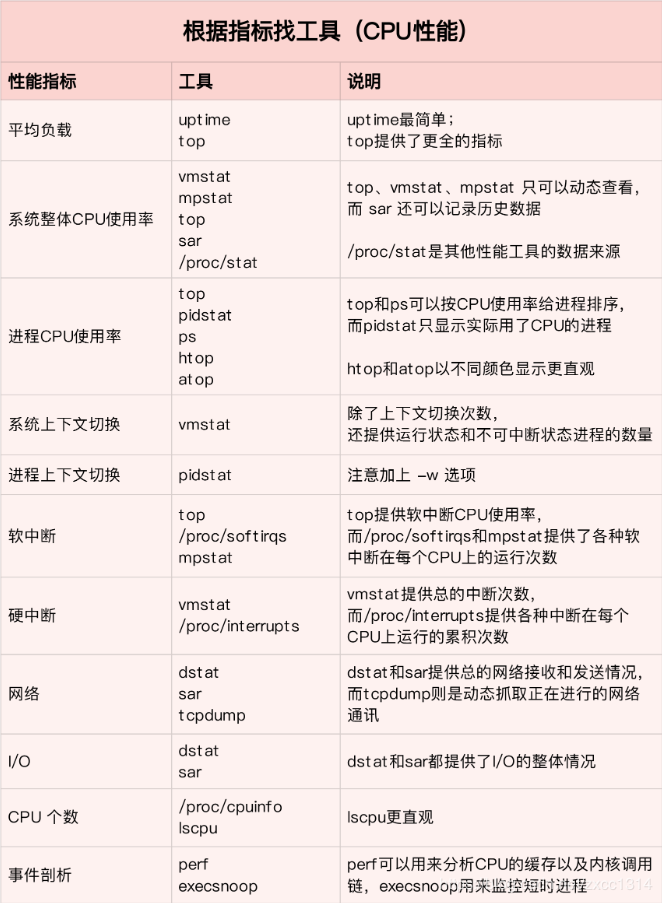 根据指标找工具（CPU性能）
性能指标 工具 说明
平均负载
uptime
top
uptime最简单；
top提供了更全的指标
系统整体CPU使用率
vmstat
mpstat
top
sar
/proc/stat
top、vmstat、mpstat 只可以动态查看，
而 sar 还可以记录历史数据
/proc/stat是其他性能工具的数据来源
进程CPU使用率
top
pidstat
ps
htop
atop
top和ps可以按CPU使用率给进程排序，
而pidstat只显示实际用了CPU的进程
htop和atop以不同颜色显示更直观
系统上下文切换
vmstat
除了上下文切换次数，
还提供运行状态和不可中断状态进程的数量
进程上下文切换
pidstat
注意加上 -w 选项
软中断
top
/proc/softirqs
mpstat
top提供软中断CPU使用率，
而/proc/softirqs和mpstat提供了各种软
中断在每个CPU上的运行次数
硬中断
vmstat
/proc/interrupts
vmstat提供总的中断次数，
而/proc/interrupts提供各种中断在每个
CPU上运行的累积次数
网络
dstat
sar
tcpdump
dstat和sar提供总的网络接收和发送情况，
而tcpdump则是动态抓取正在进行的网络
通讯
I/O
dstat
sar
dstat和sar都提供了I/O的整体情况
CPU 个数
/proc/cpuinfo
lscpu
lscpu更直观
事件剖析
perf
execsnoop
perf可以用来分析CPU的缓存以及内核调用
链，execsnoop用来监控短时进程